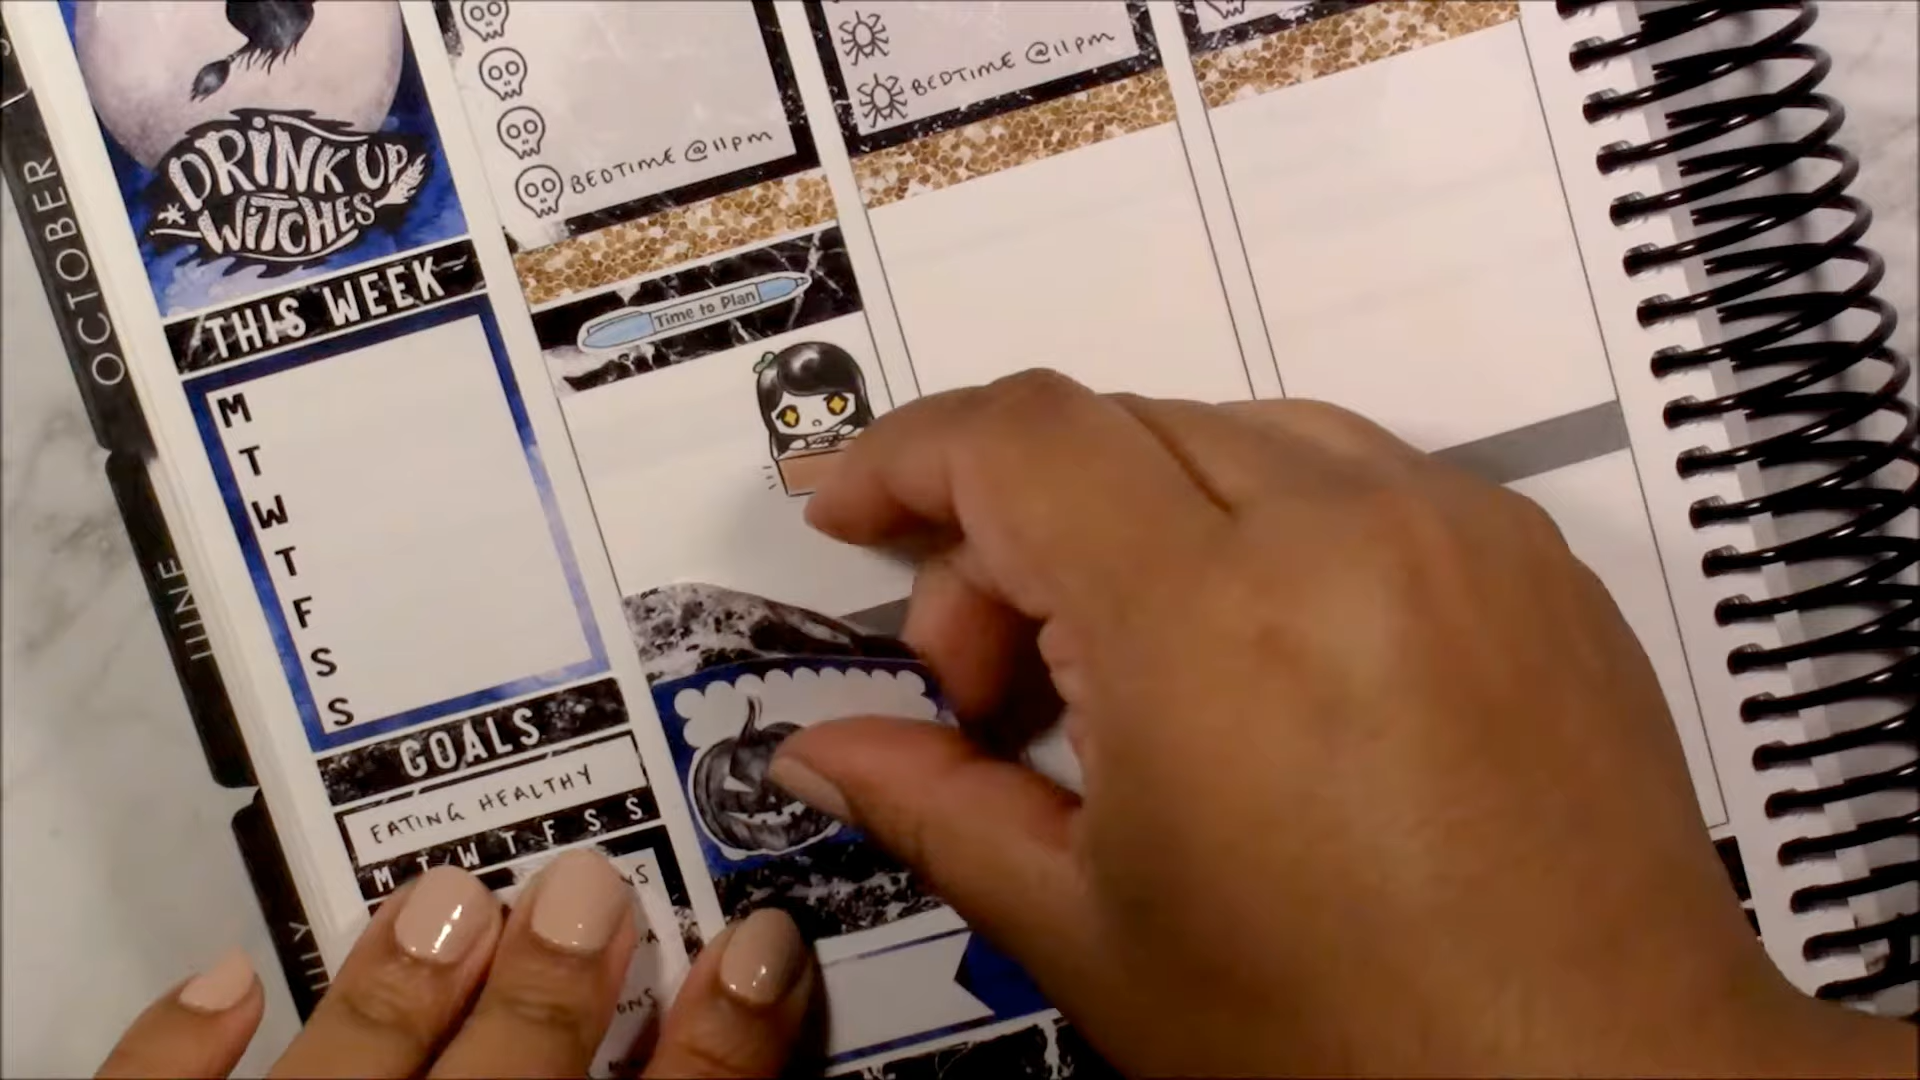 OCTOBER
JUNE
DRINK UP
WITCHES
THIS WEEK
M
T
W
T
F
S
S
GOALS
EATING HEALTHY
M T W T F S S
BEDTIME @11pm
Time to Plan
BEDTIME @11pm